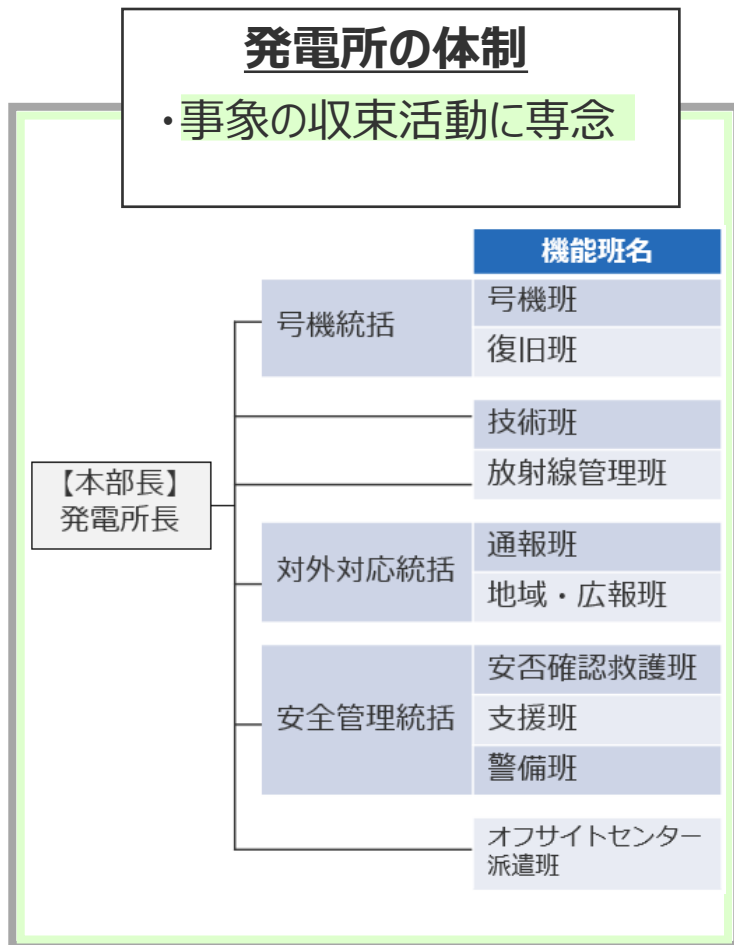 発電所の体制
・事象の収束活動に専念
機能班名
号機統括
号機班
復旧班
技術班
放射線管理班
【本部長】
発電所長
対外対応統括
通報班
地域・広報班
安全管理統括
安否確認救護班
支援班
警備班
オフサイトセンター
派遣班